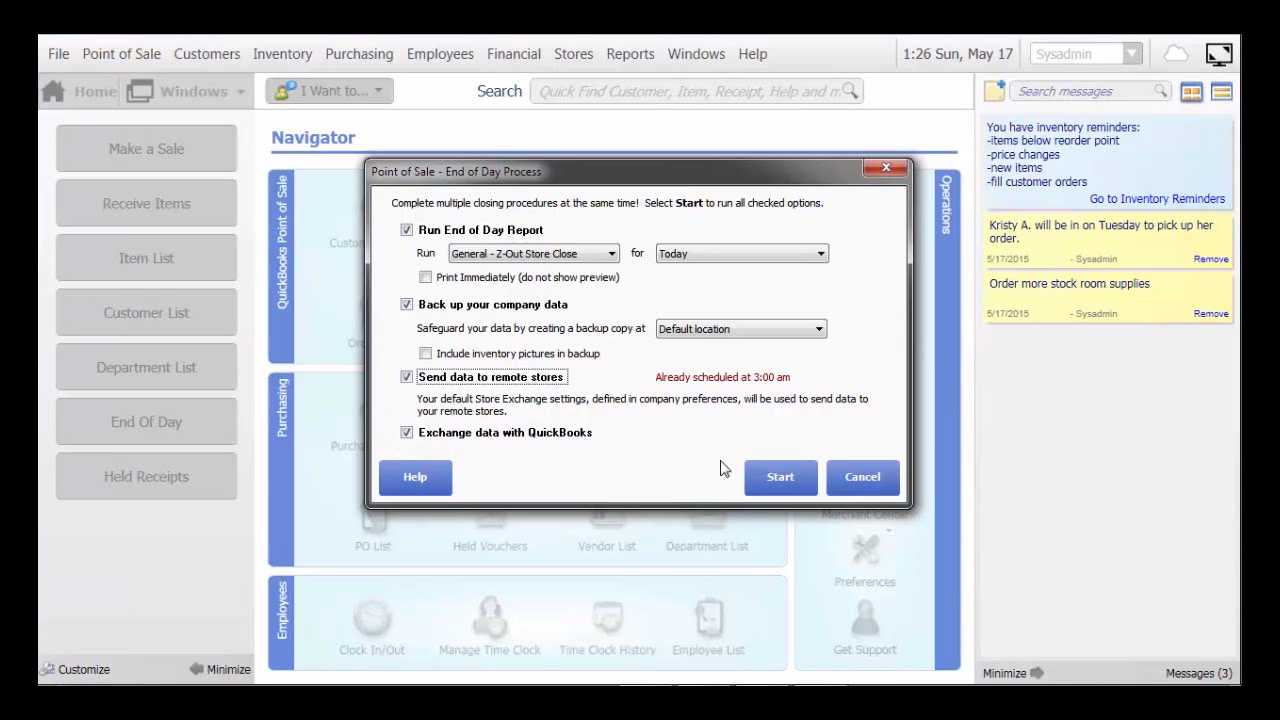 File Point of Sale Customers Inventory Purchasing Employees Financial Stores Reports Windows Help 1:26 Sun, May 17 Sysadmin
Home Windows I Want to... Search Quick Find Customer, Item, Receipt, Help and m Search messages
Make a Sale
Receive Items
Item List
Customer List
Department List
End Of Day
Held Receipts
Customize Minimize
Navigator
QuickBooks Point of Sale
Custo
Or
Purchasing
Purcha
PO List Held Vouchers Vendor List Department List
Employees
Clock In/Out Manage Time Clock Time Clock History Employee List
Operations
Merchant Center
Preferences
Get Support
Point of Sale - End of Day Process
Complete multiple closing procedures at the same time! Select Start to run all checked options.
Run End of Day Report
Run General - Z-Out Store Close for Today
Print Immediately (do not show preview)
Back up your company data
Safeguard your data by creating a backup copy at Default location
Include inventory pictures in backup
Send data to remote stores Already scheduled at 3:00 am
Your default Store Exchange settings, defined in company preferences, will be used to send data to
your remote stores.
Exchange data with QuickBooks
Help Start Cancel
You have inventory reminders:
-items below reorder point
-price changes
-new items
-fill customer orders
Go to Inventory Reminders
Kristy A. will be in on Tuesday to pick up her
order.
5/17/2015 - Sysadmin Remove
Order more stock room supplies
5/17/2015 - Sysadmin Remove
Minimize Messages (3)